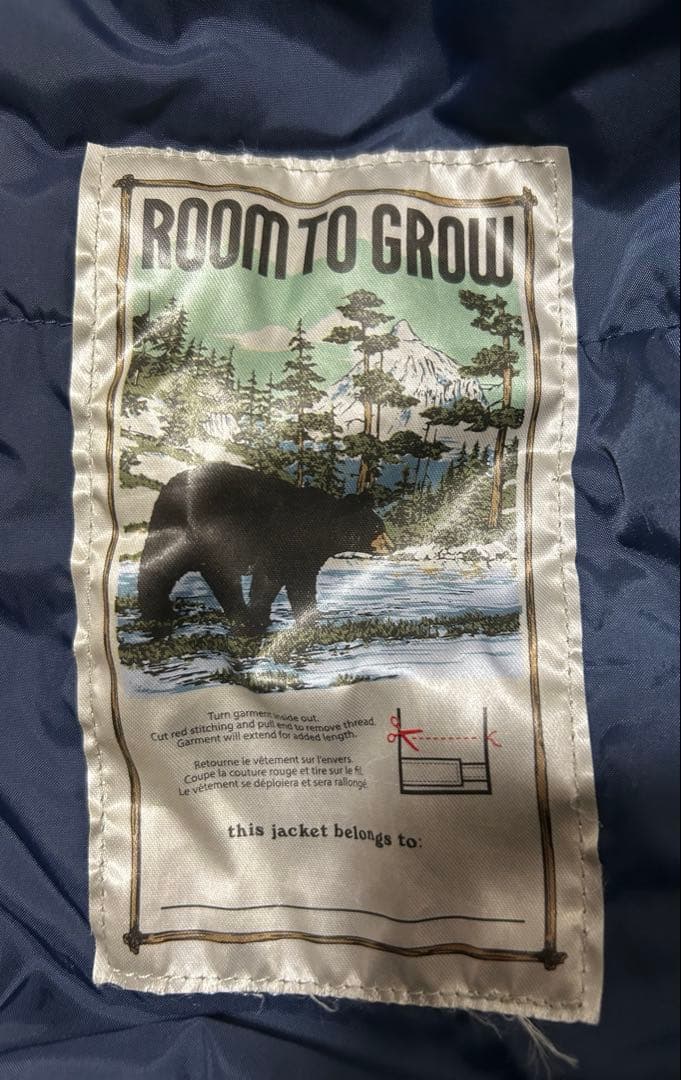 ROOM TO GROW
Turn garment inside out.
Cut red stitching and pull end to remove thread.
Garment will extend for added length.
Retourne le vêtement sur l'envers.
Coupe la couture rouge et tire sur le fil.
Le vêtement se déploiera et sera rallongé.
this jacket belongs to: